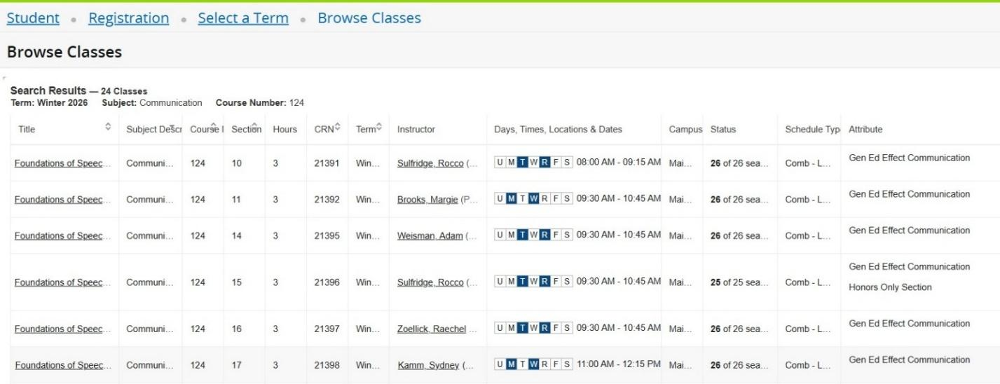 Student • Registration • Select a Term • Browse Classes
Browse Classes
Search Results — 24 Classes
Term: Winter 2026 Subject: Communication Course Number: 124
Title Subject Descr Course Section Hours CRN Term Instructor Days, Times, Locations & Dates Campus Status Schedule Typ Attribute
Foundations of Speec... Communi... 124 10 3 21391 Win... Sulfridge, Rocco (... U M T W R F S 08:00 AM - 09:15 AM Mai... 26 of 26 sea... Comb - L... Gen Ed Effect Communication
Foundations of Speec... Communi... 124 11 3 21392 Win... Brooks, Margie (P... U M T W R F S 09:30 AM - 10:45 AM Mai... 26 of 26 sea... Comb - L... Gen Ed Effect Communication
Foundations of Speec... Communi... 124 14 3 21395 Win... Weisman, Adam (... U M T W R F S 09:30 AM - 10:45 AM Mai... 26 of 26 sea... Comb - L... Gen Ed Effect Communication
Foundations of Speec... Communi... 124 15 3 21396 Win... Sulfridge, Rocco (... U M T W R F S 09:30 AM - 10:45 AM Mai... 25 of 25 sea... Comb - L... Gen Ed Effect Communication
Honors Only Section
Foundations of Speec... Communi... 124 16 3 21397 Win... Zoellick, Raechel ... U M T W R F S 09:30 AM - 10:45 AM Mai... 26 of 26 sea... Comb - L... Gen Ed Effect Communication
Foundations of Speec... Communi... 124 17 3 21398 Win... Kamm, Sydney (... U M T W R F S 11:00 AM - 12:15 PM Mai... 26 of 26 sea... Comb - L... Gen Ed Effect Communication